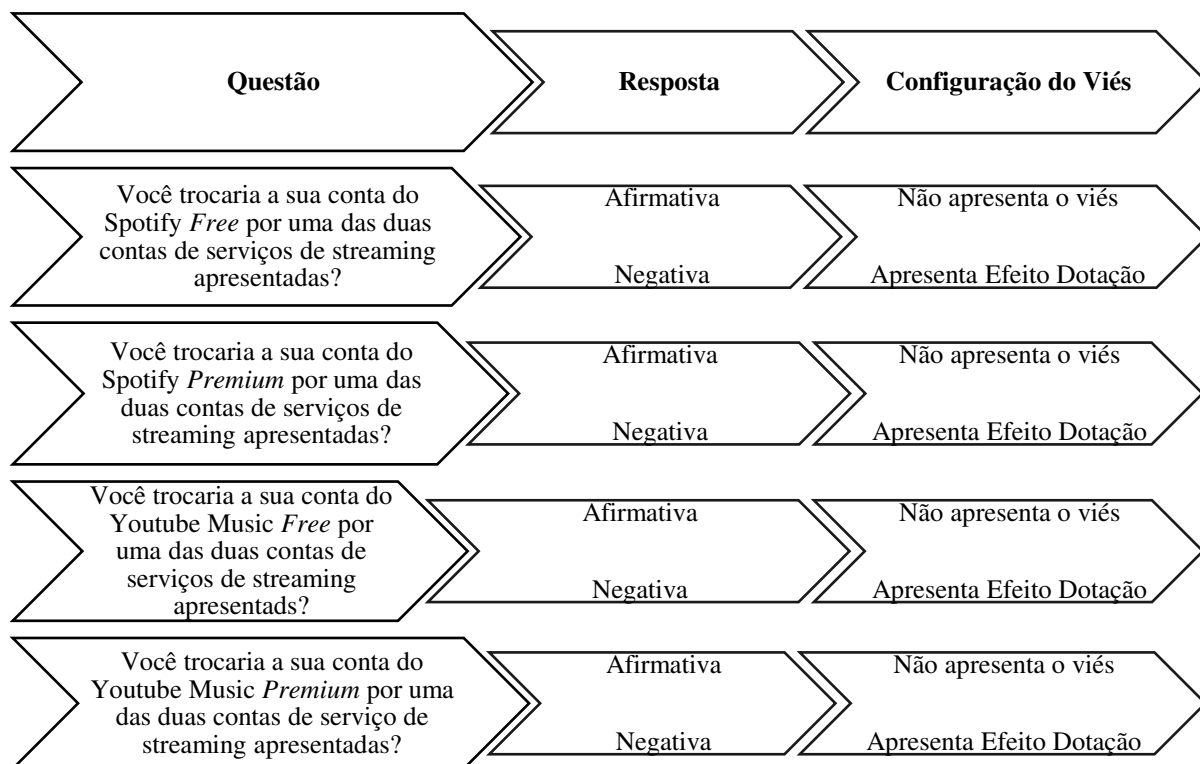 Questão
Resposta
Configuração do Viés
Você trocaria a sua conta do
Spotify Free por uma das duas
contas de serviços de streaming
apresentadas?
Afirmativa
Negativa
Não apresenta o viés
Apresenta Efeito Dotação
Você trocaria a sua conta do
Spotify Premium por uma das
duas contas de serviços de
streaming apresentadas?
Afirmativa
Negativa
Não apresenta o viés
Apresenta Efeito Dotação
Você trocaria a sua conta do
Youtube Music Free por
uma das duas contas de
serviços de streaming
apresentads?
Afirmativa
Negativa
Não apresenta o viés
Apresenta Efeito Dotação
Você trocaria a sua conta do
Youtube Music Premium por uma
das duas contas de serviço de
streaming apresentadas?
Afirmativa
Negativa
Não apresenta o viés
Apresenta Efeito Dotação